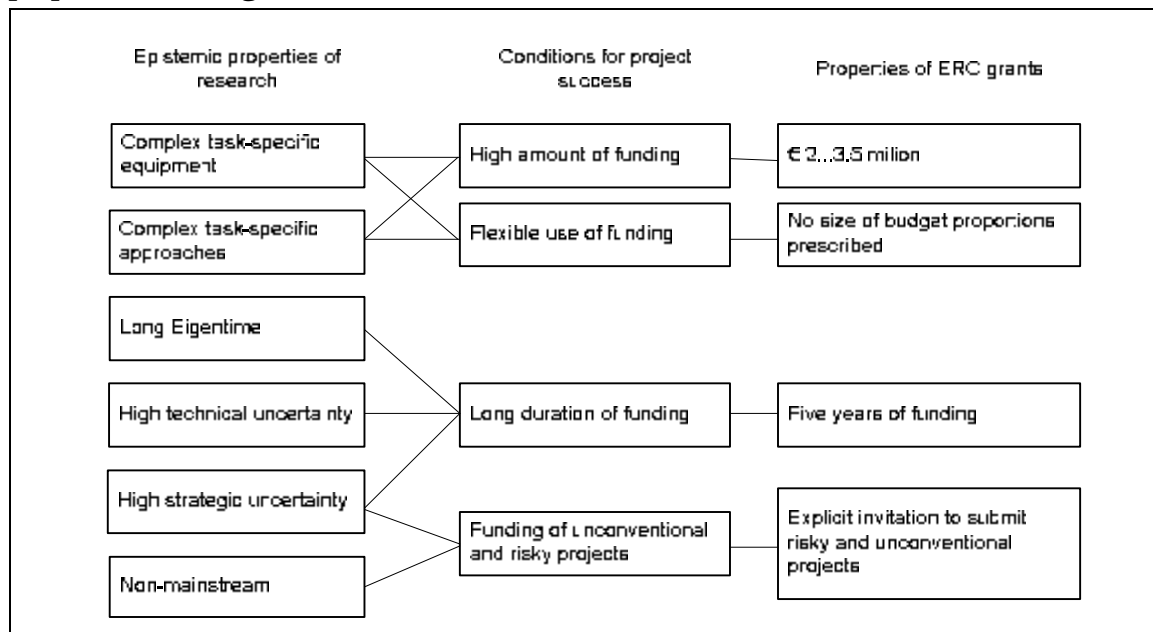 Epistemic properties of
research
Conditions for project
success
Properties of ERC grants
Complex task-specific
equipment
High amount of funding
€ 2...3.5 milion
Complex task-specific
approaches
Flexible use of funding
No size of budget proportions
prescribed
Long Eigentime
High technical uncertainty
Long duration of funding
Five years of funding
High strategic uncertainty
Funding of unconventional
and risky projects
Explicit invitation to submit
risky and unconventional
projects
Non-mainstream